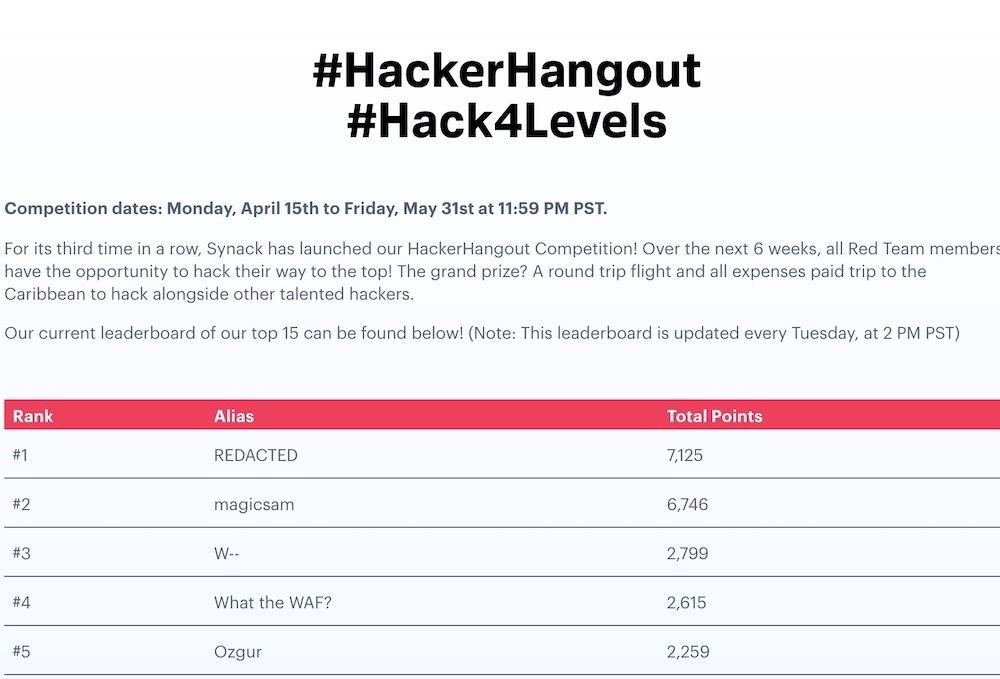 #HackerHangout
#Hack4Levels
Competition dates: Monday, April 15th to Friday, May 31st at 11:59 PM PST.
For its third time in a row, Synack has launched our HackerHangout Competition! Over the next 6 weeks, all Red Team members
have the opportunity to hack their way to the top! The grand prize? A round trip flight and all expenses paid trip to the
Caribbean to hack alongside other talented hackers.
Our current leaderboard of our top 15 can be found below! (Note: This leaderboard is updated every Tuesday, at 2 PM PST)
Rank Alias Total Points
#1 REDACTED 7,125
#2 magicsam 6,746
#3 W-- 2,799
#4 What the WAF? 2,615
#5 Ozgur 2,259